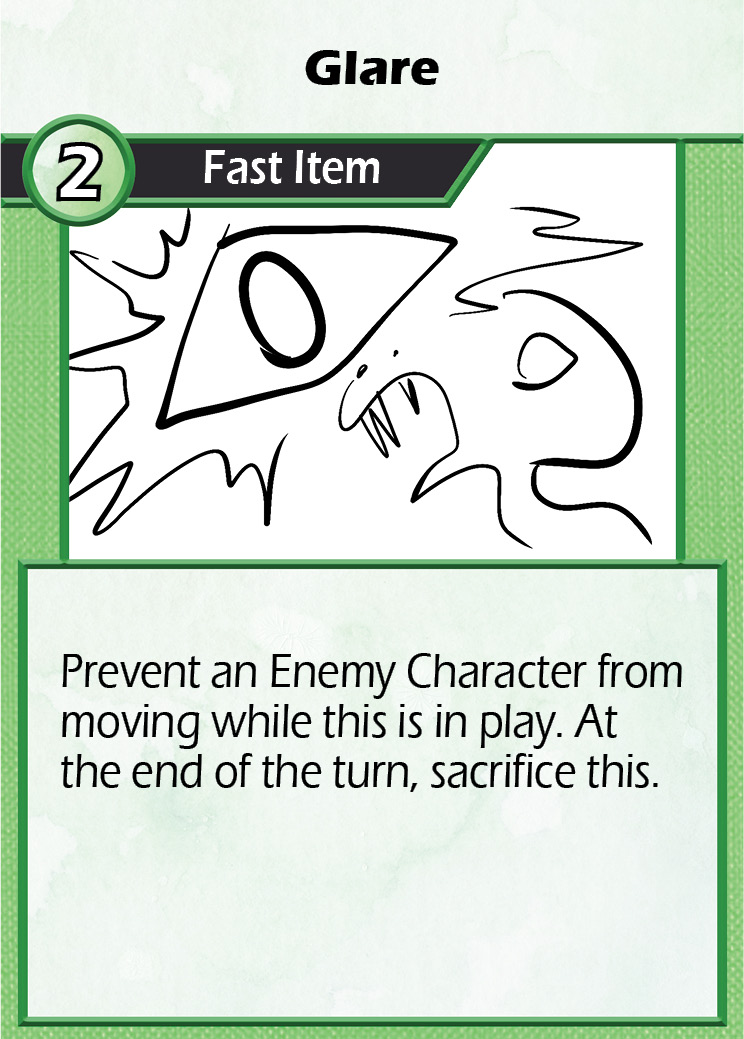 Glare
2
Fast Item
Prevent an Enemy Character from
moving while this is in play. At
the end of the turn, sacrifice this.